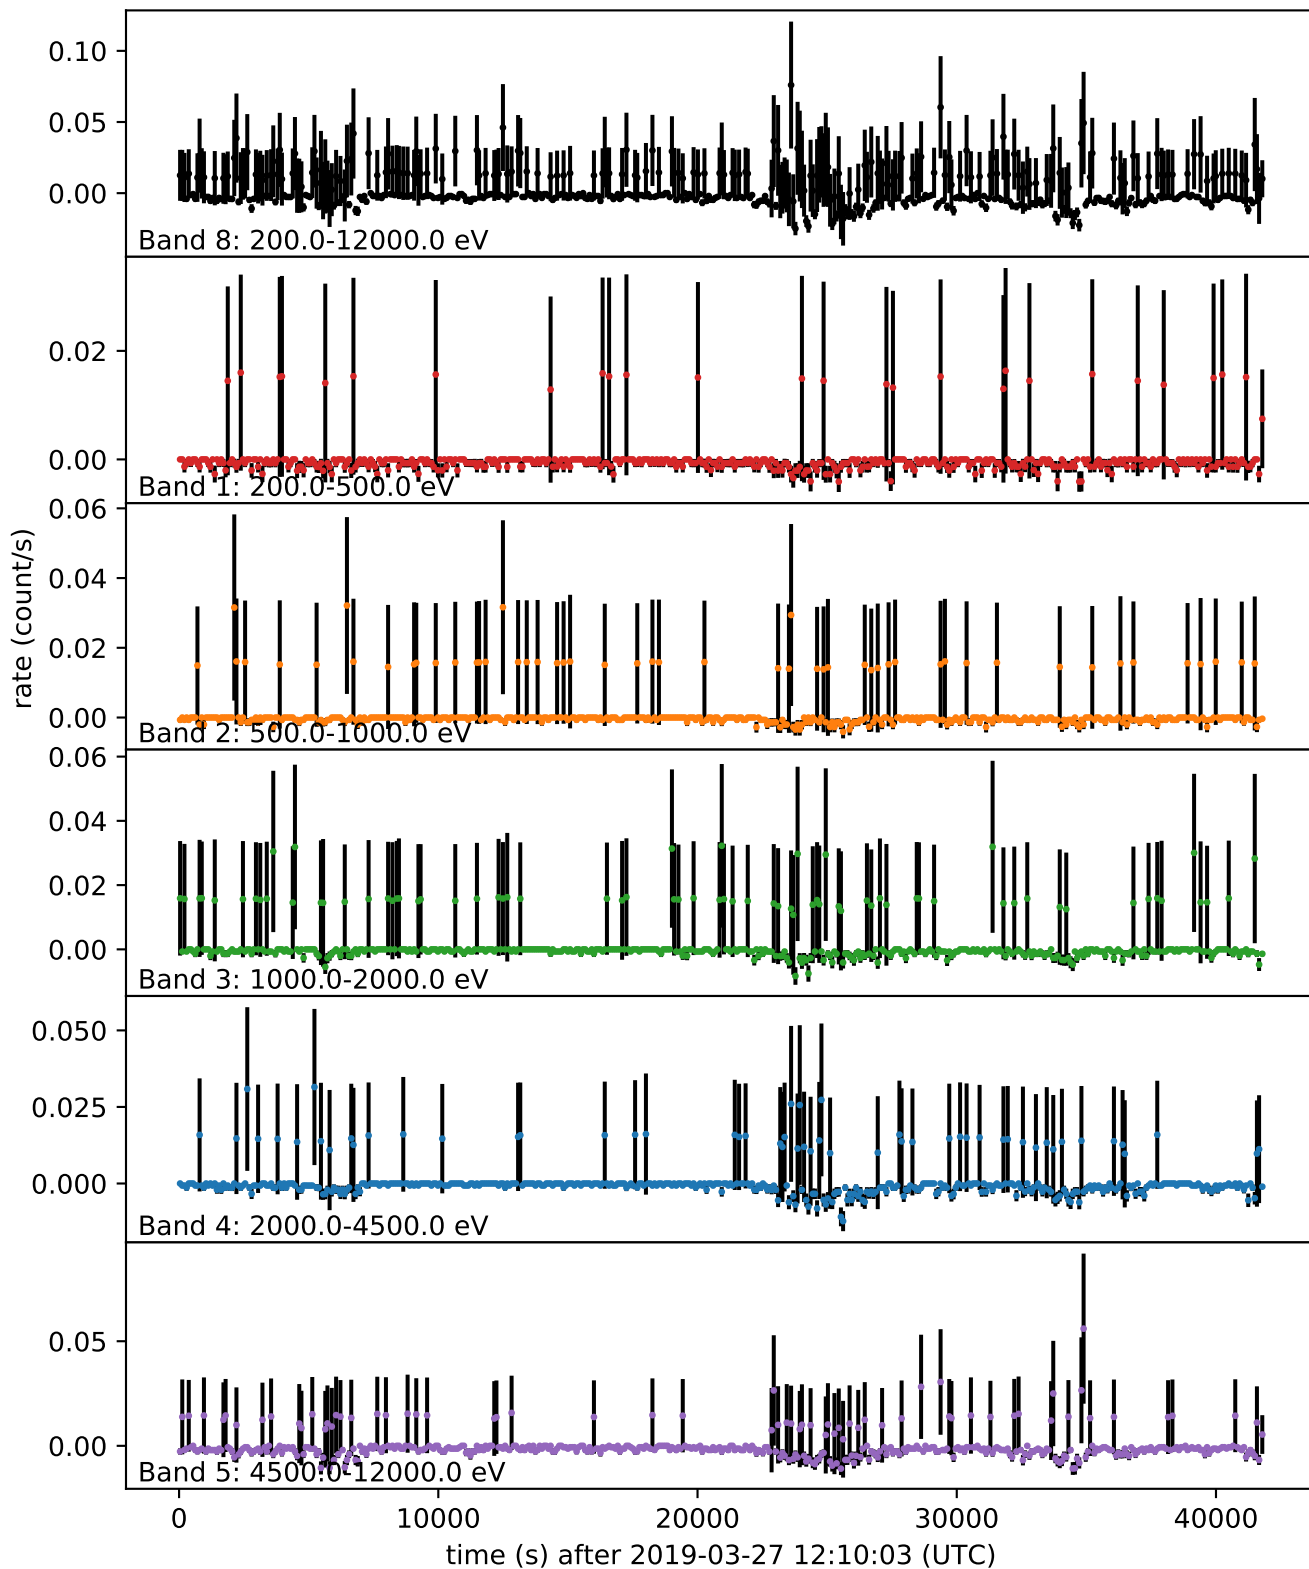 0.10
0.05
0.00
Band 8: 200.0-12000.0 eV
0.02
0.00
Band 1: 200.0-500.0 eV
0.06
0.04
0.02
0.00
Band 2: 500.0-1000.0 eV
rate (count/s)
0.06
0.04
0.02
0.00
Band 3: 1000.0-2000.0 eV
0.050
0.025
0.000
Band 4: 2000.0-4500.0 eV
0.05
0.00
Band 5: 4500.0-12000.0 eV
0 10000 20000 30000 40000
time (s) after 2019-03-27 12:10:03 (UTC)